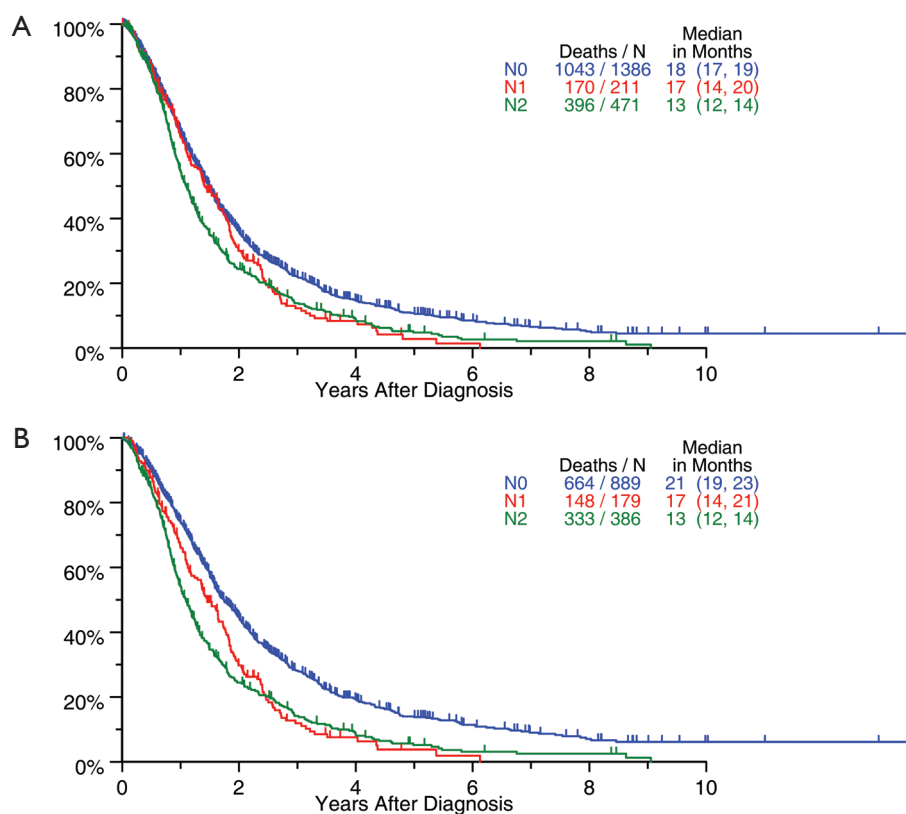 A
100%
80%
60%
40%
20%
0%
Median
Deaths / N in Months
N0 1043 / 1386 18 (17, 19)
N1 170 / 211 17 (14, 20)
N2 396 / 471 13 (12, 14)
0 2 4 6 8 10
Years After Diagnosis
B
100%
80%
60%
40%
20%
0%
Median
Deaths / N in Months
N0 664 / 889 21 (19, 23)
N1 148 / 179 17 (14, 21)
N2 333 / 386 13 (12, 14)
0 2 4 6 8 10
Years After Diagnosis